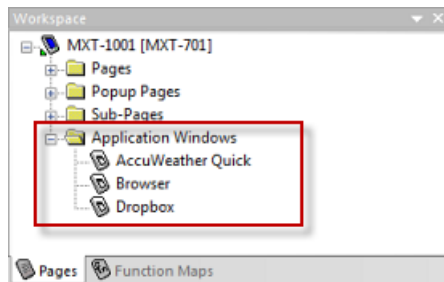 Workspace
MXT-1001 [MXT-701]
Pages
Popup Pages
Sub-Pages
Application Windows
AccuWeather Quick
Browser
Dropbox
Pages Function Maps